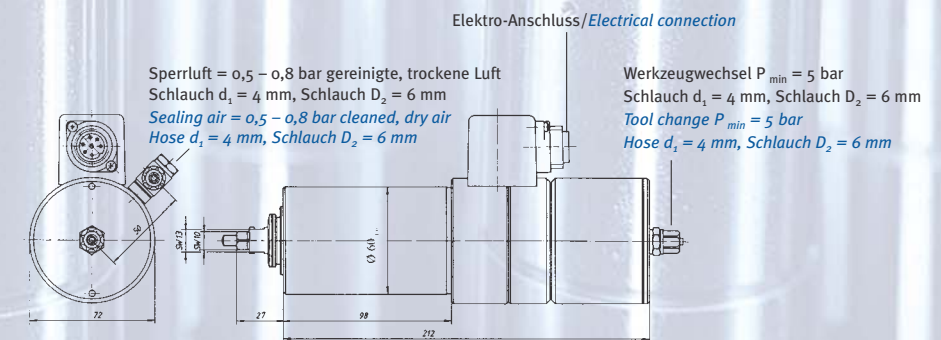 Elektro-Anschluss/Electrical connection
Sperrluft = 0,5 – 0,8 bar gereinigte, trockene Luft
Schlauch d₁ = 4 mm, Schlauch D₂ = 6 mm
Sealing air = 0,5 – 0,8 bar cleaned, dry air
Hose d₁ = 4 mm, Schlauch D₂ = 6 mm
Werkzeugwechsel P min = 5 bar
Schlauch d₁ = 4 mm, Schlauch D₂ = 6 mm
Tool change P min = 5 bar
Hose d₁ = 4 mm, Schlauch D₂ = 6 mm
SW13
SW10
72
27
98
212